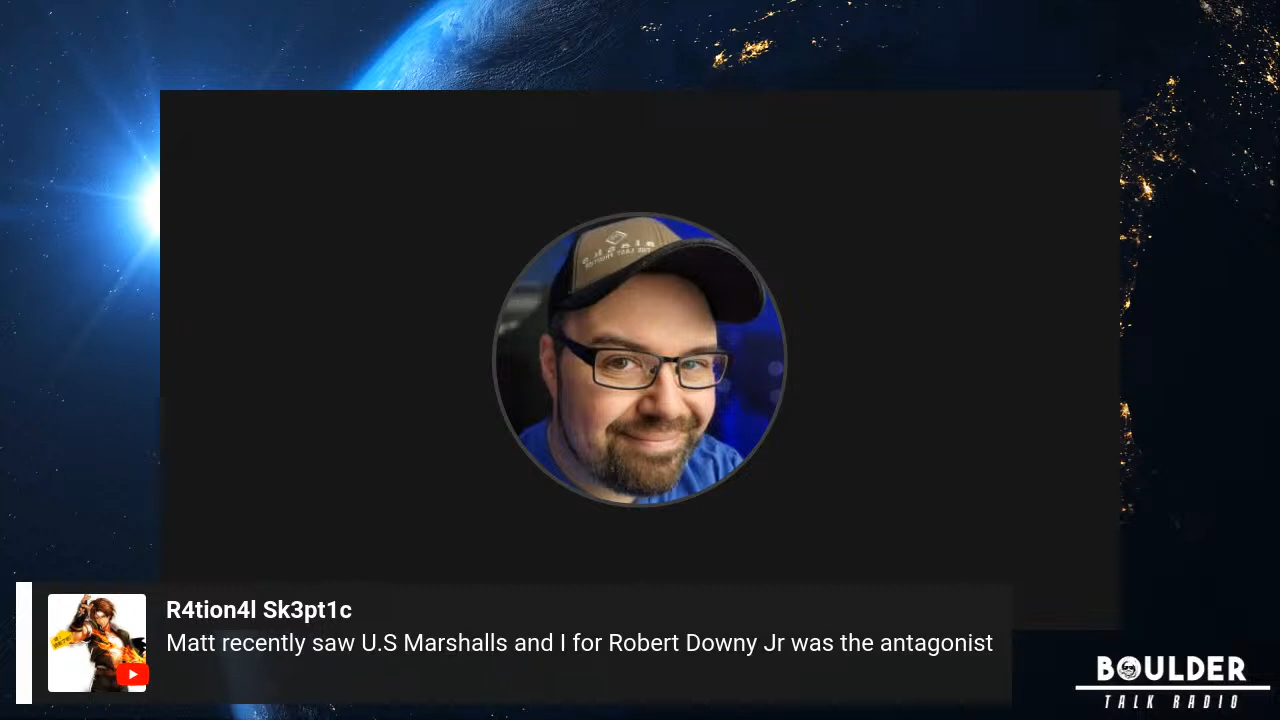 R4tion4l Sk3pt1c
Matt recently saw U.S Marshalls and I for Robert Downy Jr was the antagonist
BOULDER
TALK RADIO